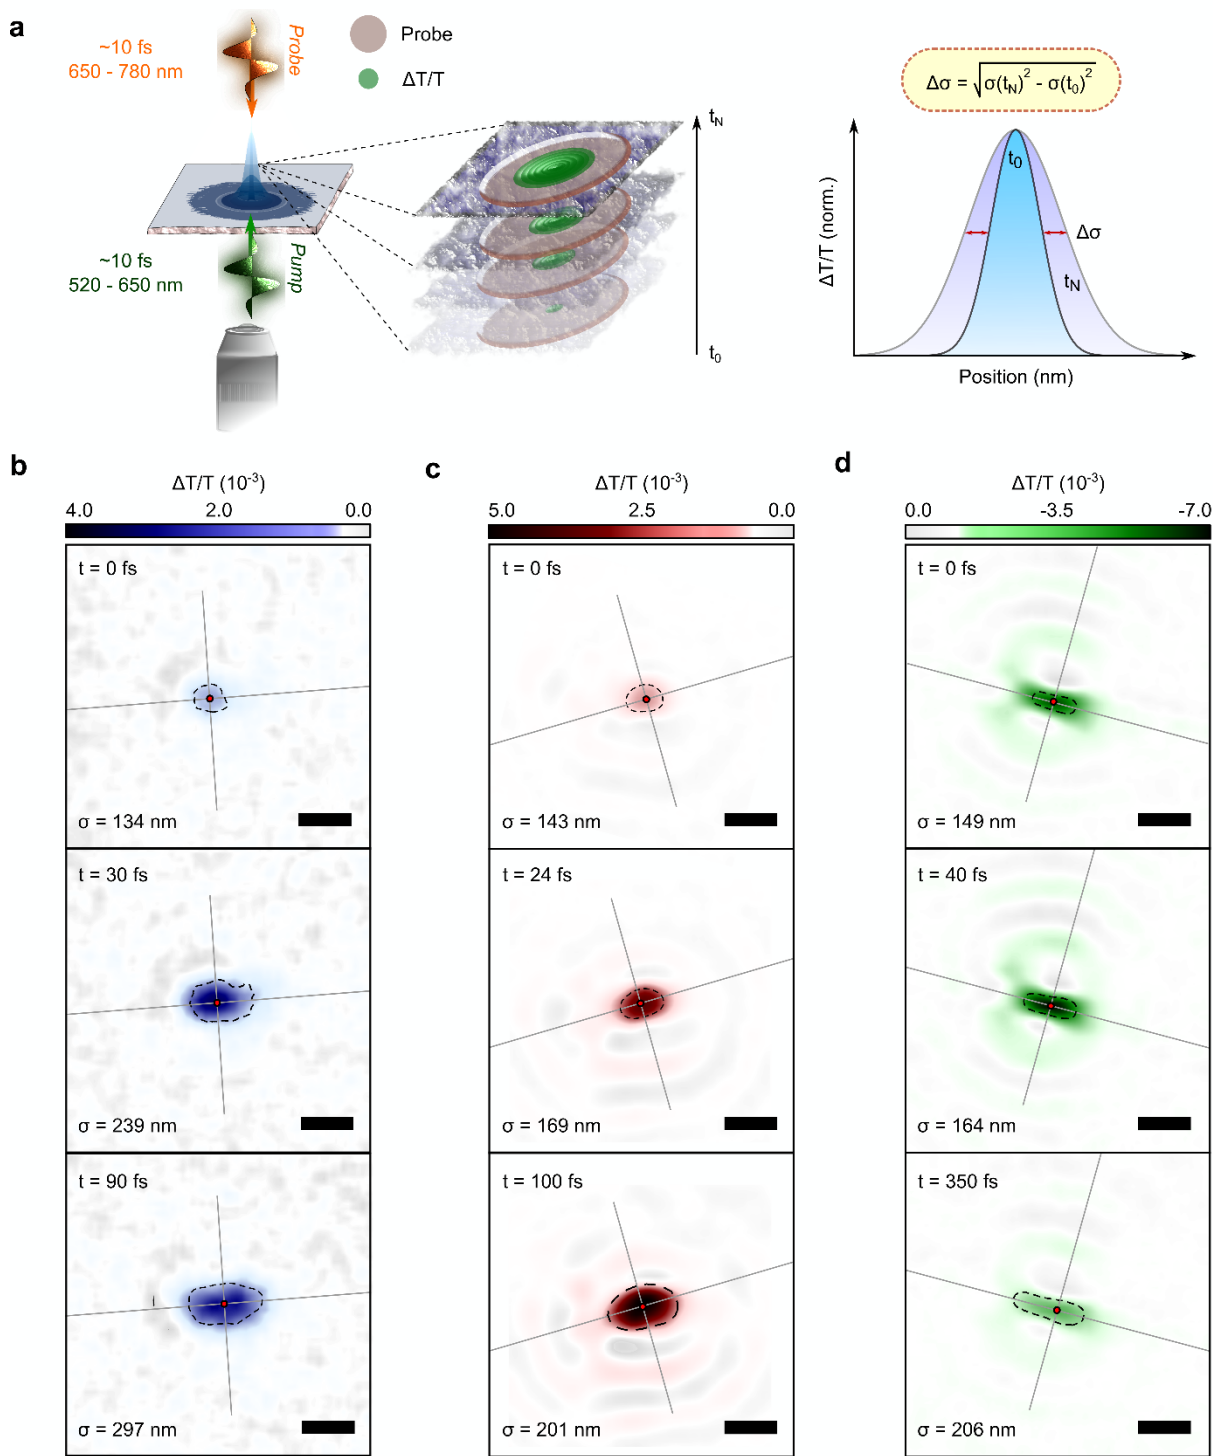 a
~10 fs
650 - 780 nm
Probe
Probe
ΔT/T
~10 fs
520 - 650 nm
Pump
t_N
t_0
Δσ = √(σ(t_N)² - σ(t_0)²)
ΔT/T (norm.)
t_0
Δσ
t_N
Position (nm)
b
ΔT/T (10⁻³)
4.0 2.0 0.0
t = 0 fs
σ = 134 nm
t = 30 fs
σ = 239 nm
t = 90 fs
σ = 297 nm
c
ΔT/T (10⁻³)
5.0 2.5 0.0
t = 0 fs
σ = 143 nm
t = 24 fs
σ = 169 nm
t = 100 fs
σ = 201 nm
d
ΔT/T (10⁻³)
0.0 -3.5 -7.0
t = 0 fs
σ = 149 nm
t = 40 fs
σ = 164 nm
t = 350 fs
σ = 206 nm